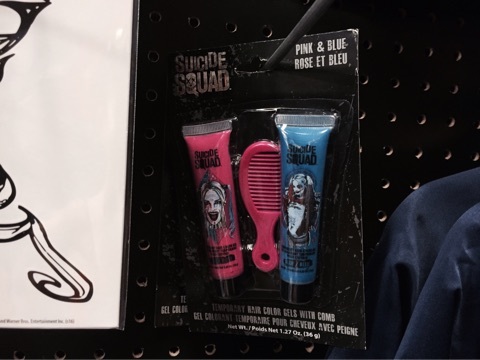 SUICIDE
SQUAD
PINK & BLUE
ROSE ET BLEU
SUICIDE
SQUAD
SUICIDE
SQUAD
TEMPORARY HAIR COLOR GELS WITH COMB
GEL COLORANT TEMPORAIRE POUR CHEVEUX AVEC PEIGNE
Net Wt./Poids Net 1.27 Oz. (36 g)